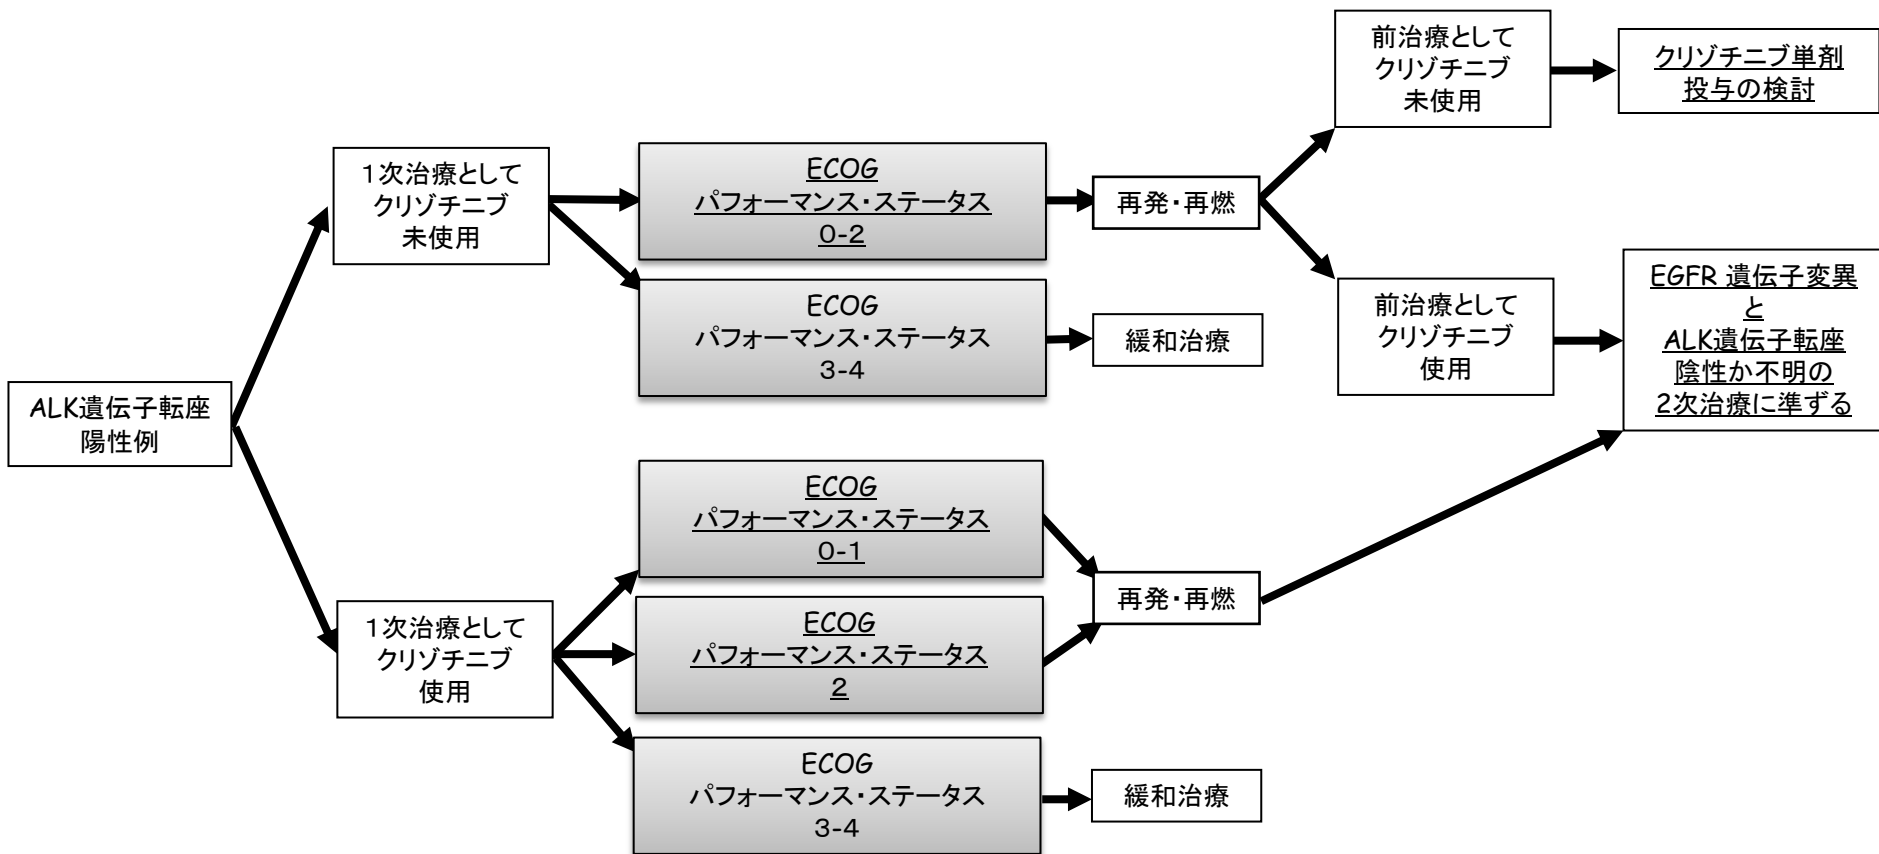 ALK遺伝子転座
陽性例
1次治療として
クリゾチニブ
未使用
ECOG
パフォーマンス・ステータス
0-2
再発・再燃
前治療として
クリゾチニブ
未使用
クリゾチニブ単剤
投与の検討
ECOG
パフォーマンス・ステータス
3-4
緩和治療
前治療として
クリゾチニブ
使用
EGFR 遺伝子変異
と
ALK遺伝子転座
陰性か不明の
2次治療に準ずる
1次治療として
クリゾチニブ
使用
ECOG
パフォーマンス・ステータス
0-1
ECOG
パフォーマンス・ステータス
2
再発・再燃
ECOG
パフォーマンス・ステータス
3-4
緩和治療